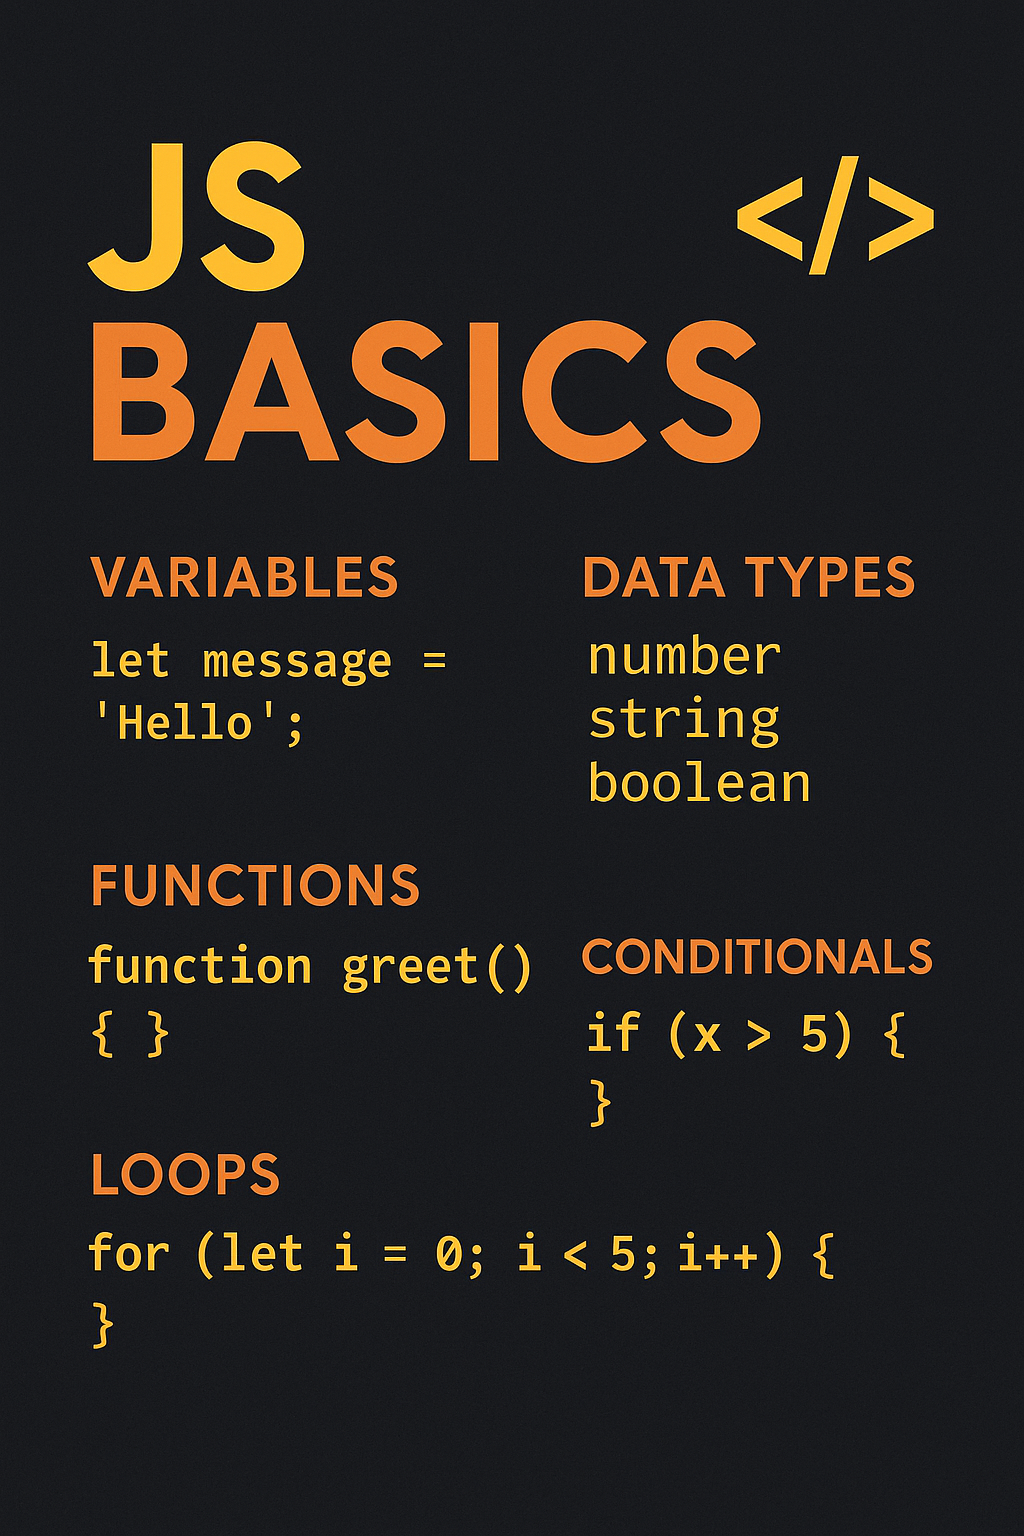 JS
</>
BASICS
VARIABLES
let message =
'Hello';
DATA TYPES
number
string
boolean
FUNCTIONS
function greet()
{ }
CONDITIONALS
if (x > 5) {
}
LOOPS
for (let i = 0; i < 5; i++) {
}